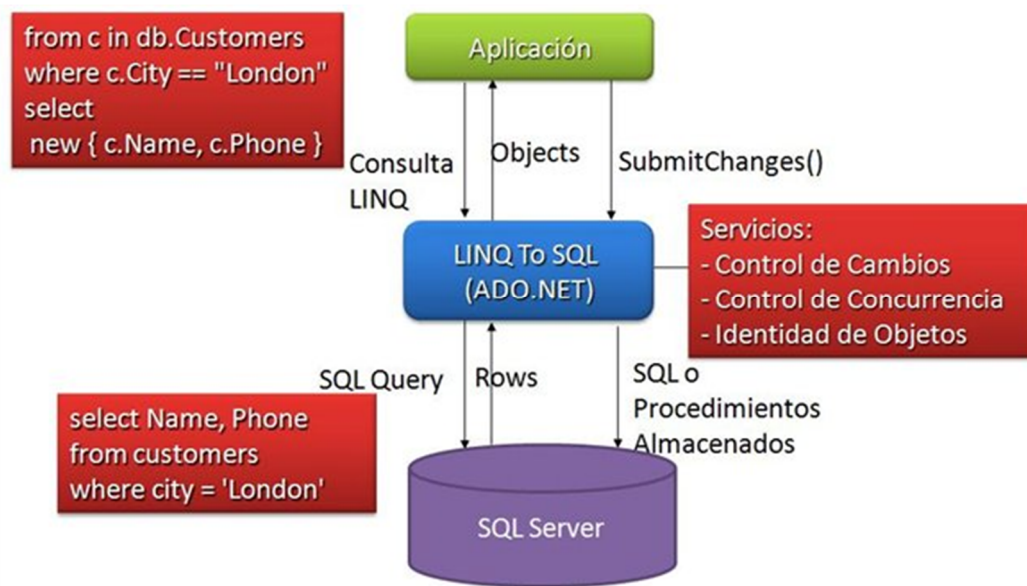 from c in db.Customers
where c.City == "London"
select
new { c.Name, c.Phone }
Aplicación
Consulta
LINQ
Objects
SubmitChanges()
LINQ To SQL
(ADO.NET)
Servicios:
- Control de Cambios
- Control de Concurrencia
- Identidad de Objetos
SQL Query
Rows
SQL o
Procedimientos
Almacenados
select Name, Phone
from customers
where city = 'London'
SQL Server